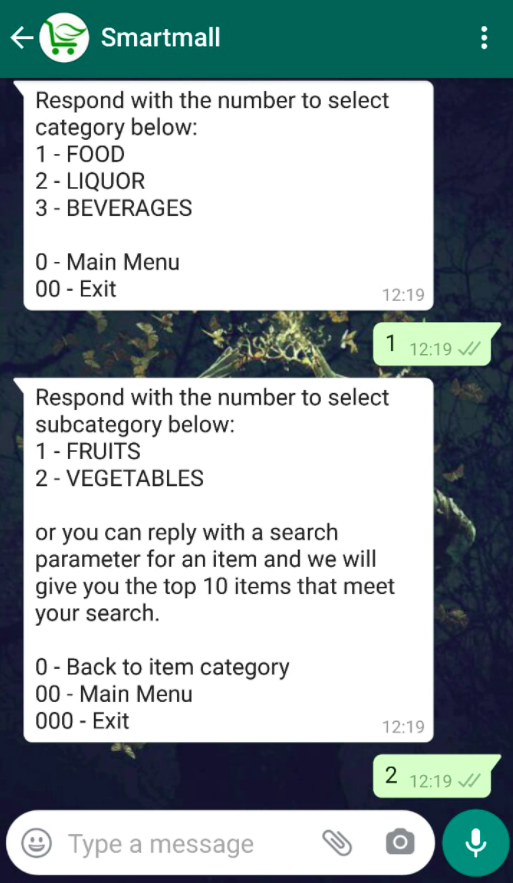 Smartmall
Respond with the number to select
category below:
1 - FOOD
2 - LIQUOR
3 - BEVERAGES
0 - Main Menu
00 - Exit
12:19
1 12:19
Respond with the number to select
subcategory below:
1 - FRUITS
2 - VEGETABLES
or you can reply with a search
parameter for an item and we will
give you the top 10 items that meet
your search.
0 - Back to item category
00 - Main Menu
000 - Exit
12:19
2 12:19
Type a message